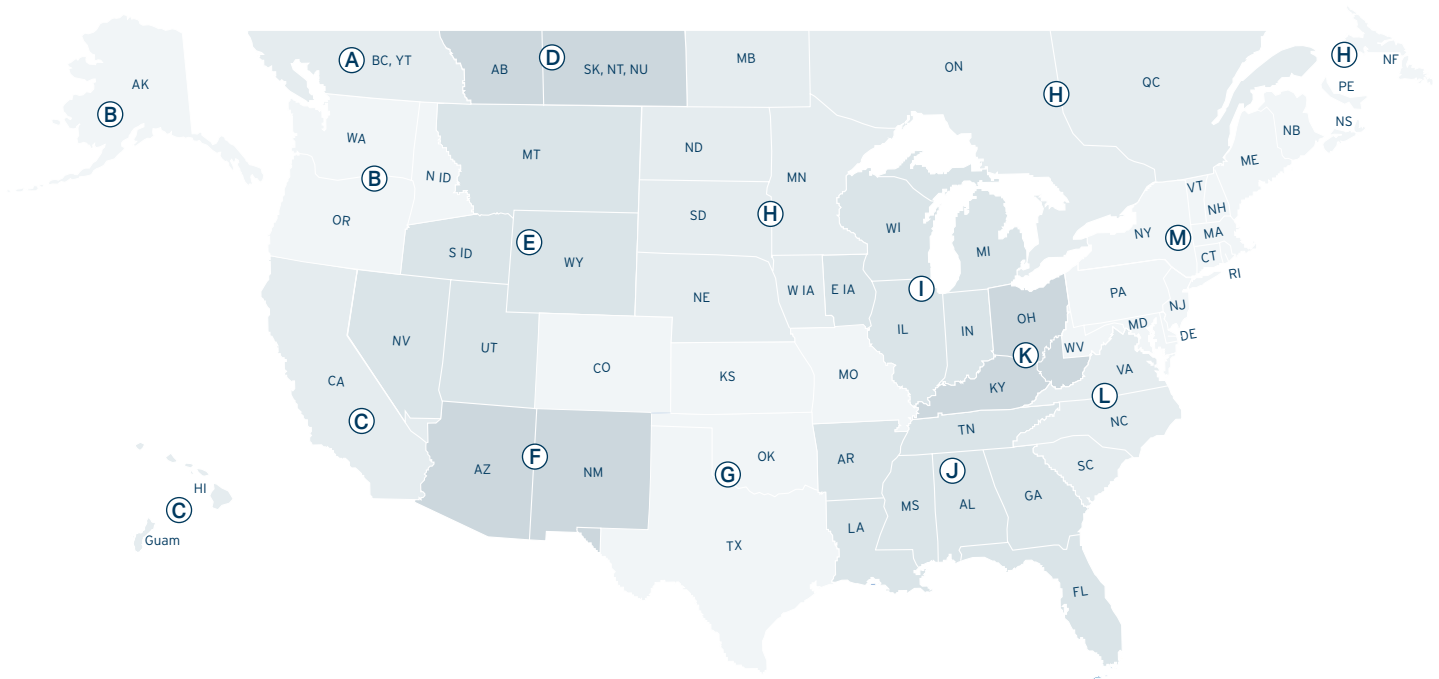 A BC, YT
AB
D
SK, NT, NU
MB
ON
H
QC
H
NF
PE
NS
NB
AK
B
WA
B
OR
N ID
S ID
MT
E
WY
ND
SD
MN
H
WI
MI
ME
VT
NH
NY
M
MA
CT
RI
NE
W IA
E IA
I
IL
IN
OH
K
PA
NJ
MD
DE
WV
VA
KY
L
NC
NV
UT
CO
KS
MO
CA
C
AZ
F
NM
G
OK
AR
TN
J
SC
MS
AL
GA
LA
TX
FL
HI
C
Guam